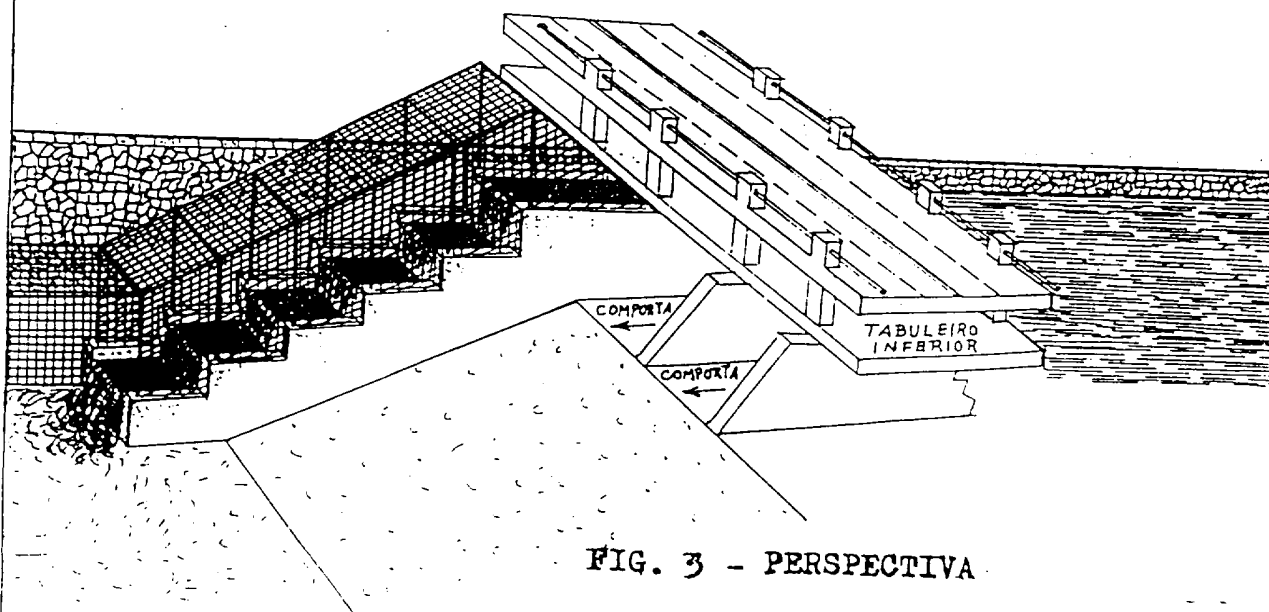 COMPORTA
TABULEIRO
INFERIOR
COMPORTA
FIG. 3 - PERSPECTIVA